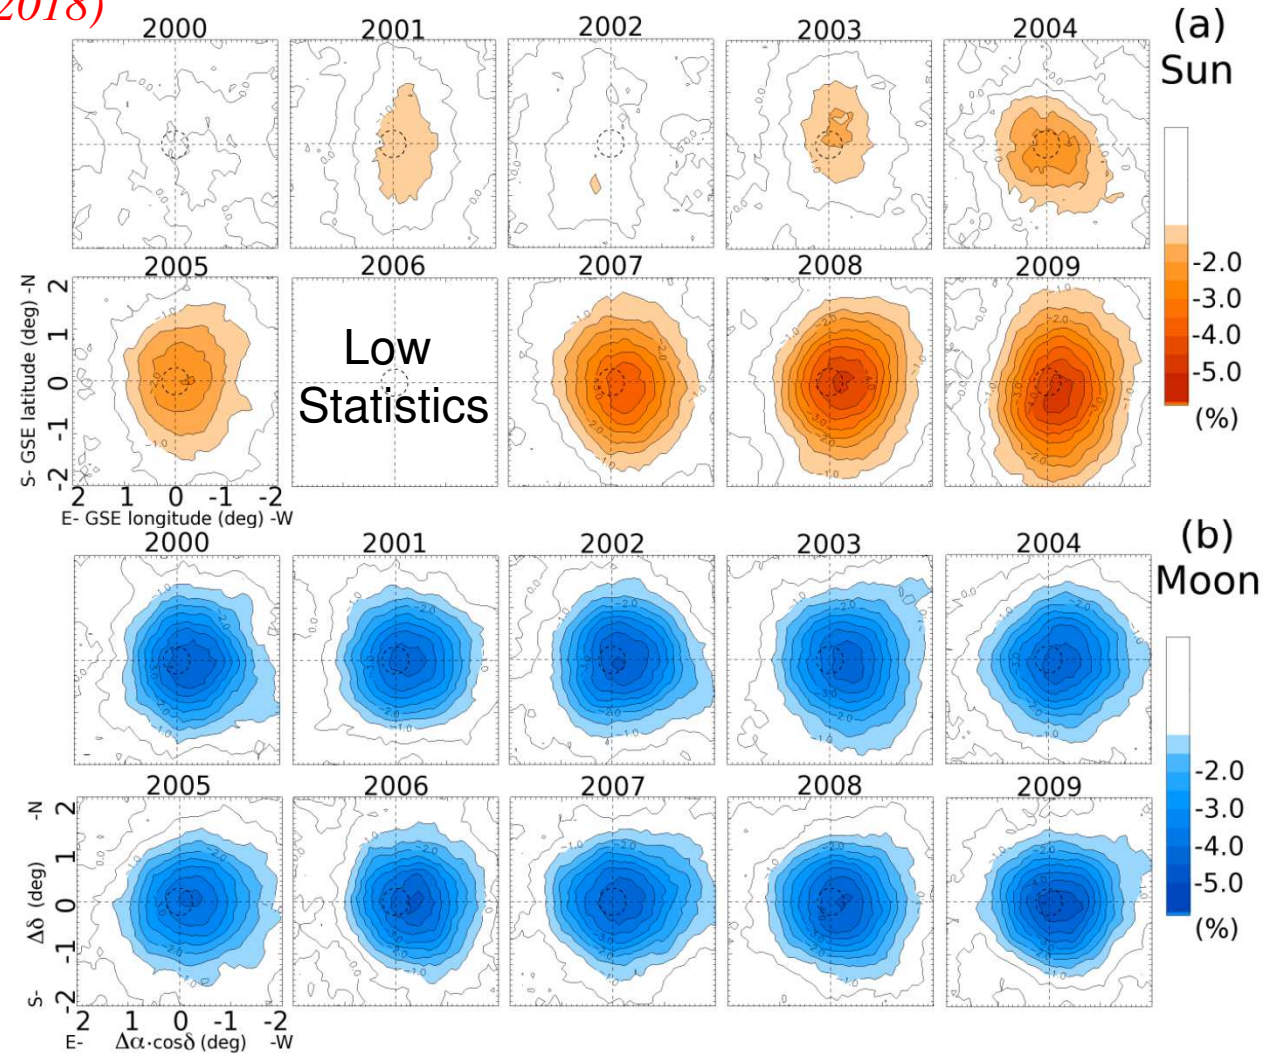 2018)
2000 2001 2002 2003 2004
(a)
Sun
-2.0
-3.0
-4.0
-5.0
(%)
2005 2006 2007 2008 2009
Low
Statistics
S- GSE latitude (deg) -N
2
1
0
-1
-2
2 1 0 -1 -2
E- GSE longitude (deg) -W
2000 2001 2002 2003 2004
(b)
Moon
-2.0
-3.0
-4.0
-5.0
(%)
2005 2006 2007 2008 2009
S- Δδ (deg) -N
2
1
0
-1
-2
2 1 0 -1 -2
E- Δα·cosδ (deg) -W